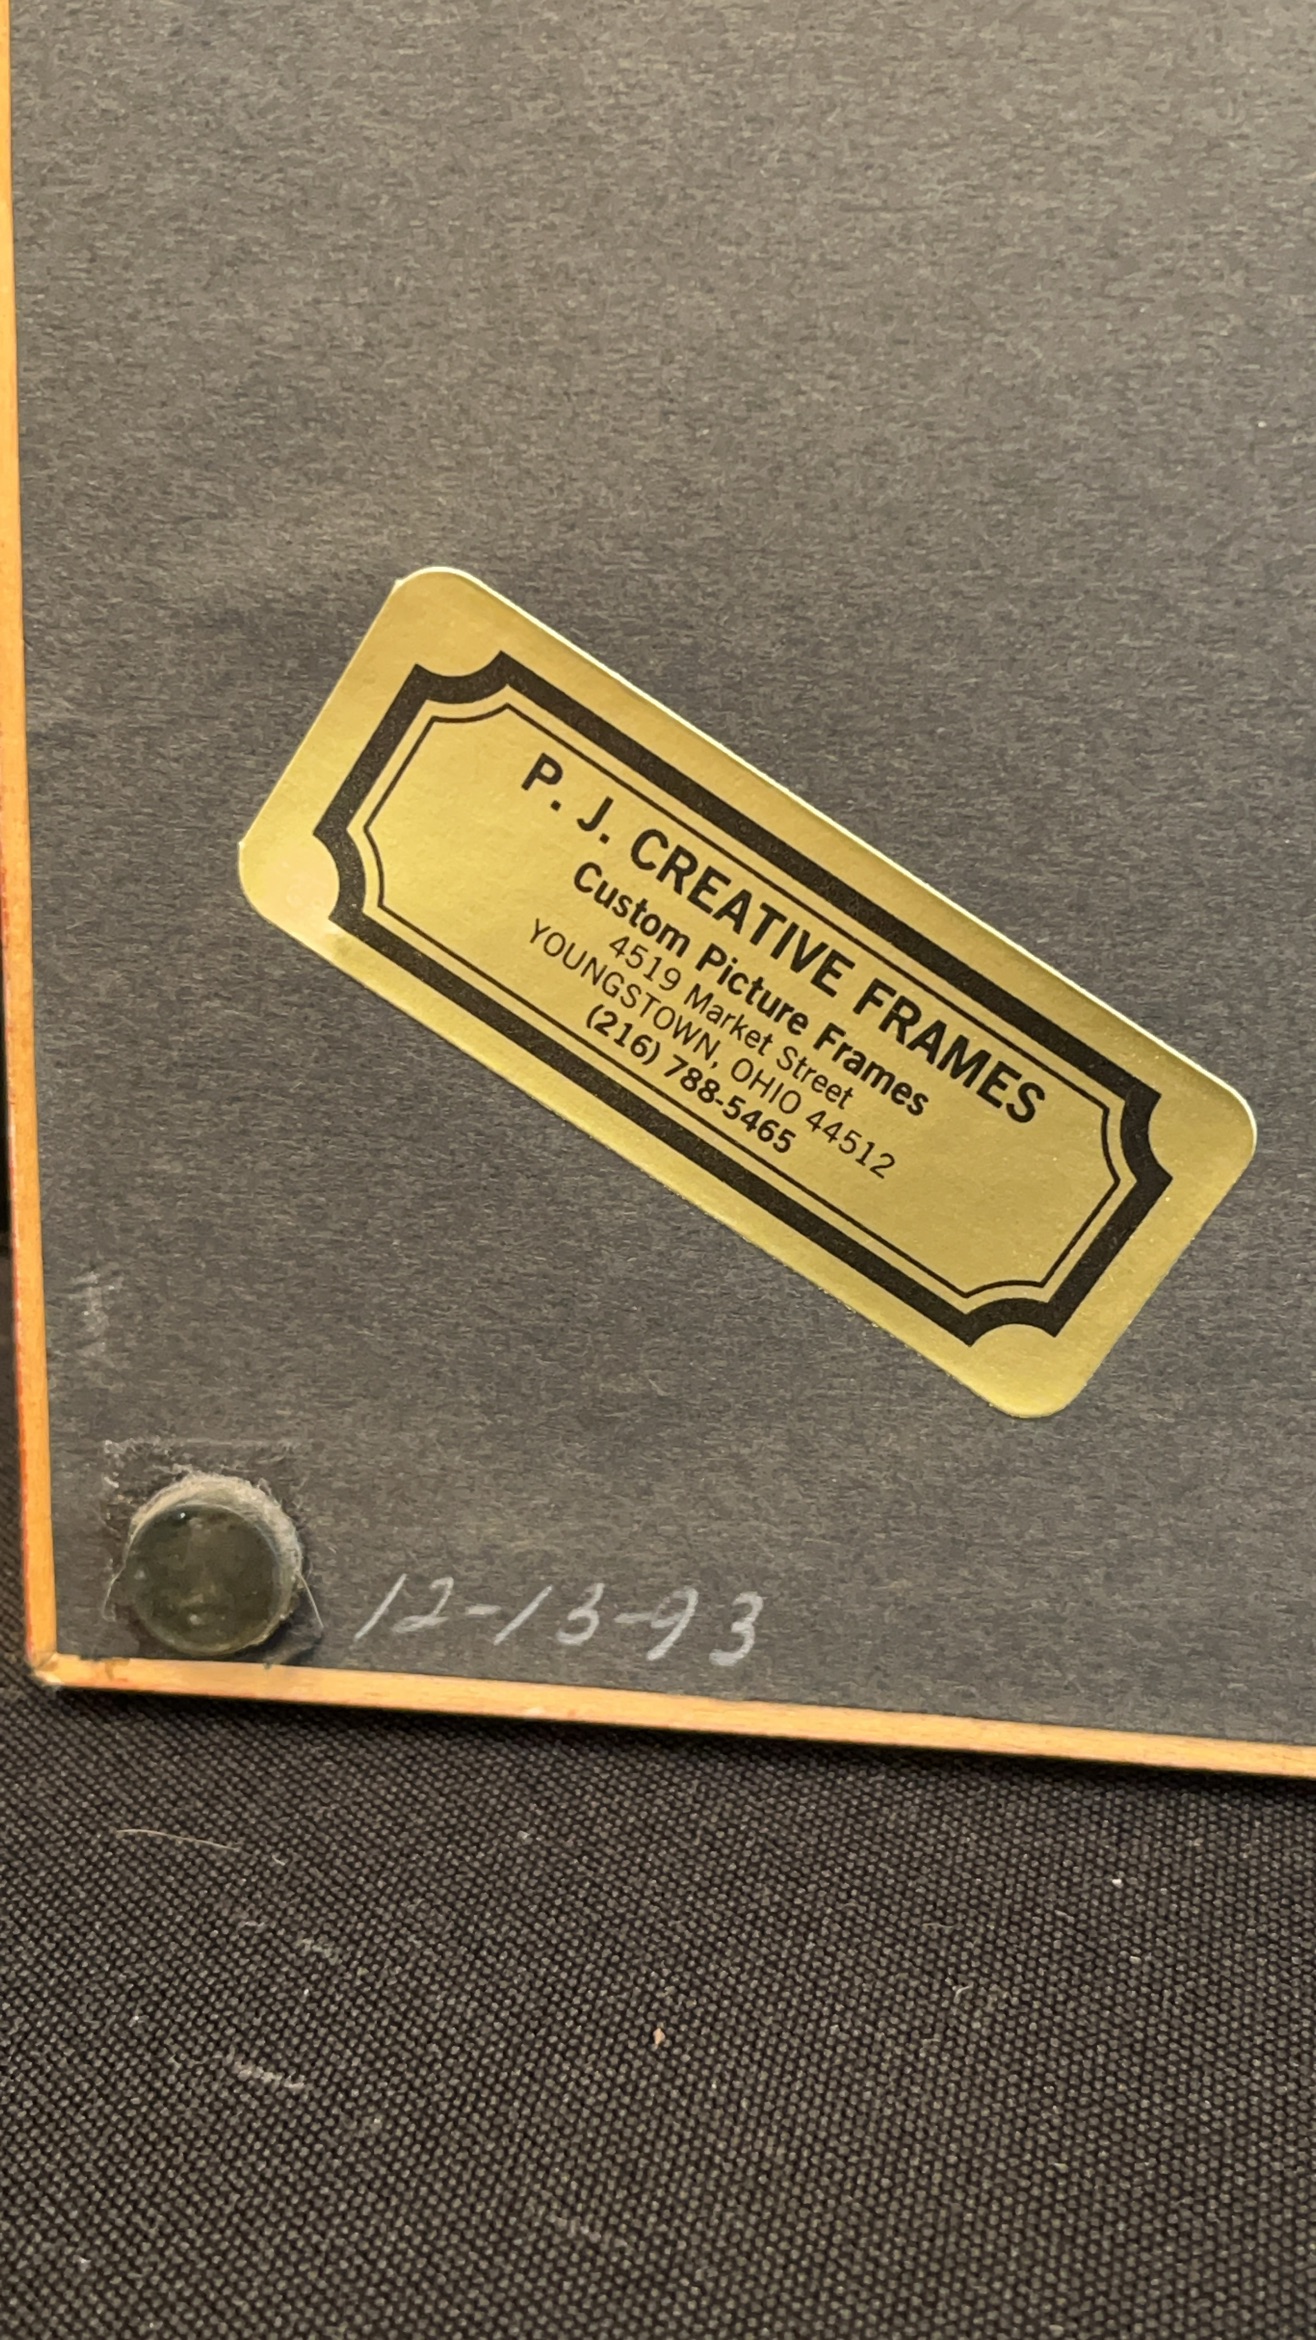 P. J. CREATIVE FRAMES
Custom Picture Frames
4519 Market Street
YOUNGSTOWN, OHIO 44512
(216) 788-5465
12-13-93